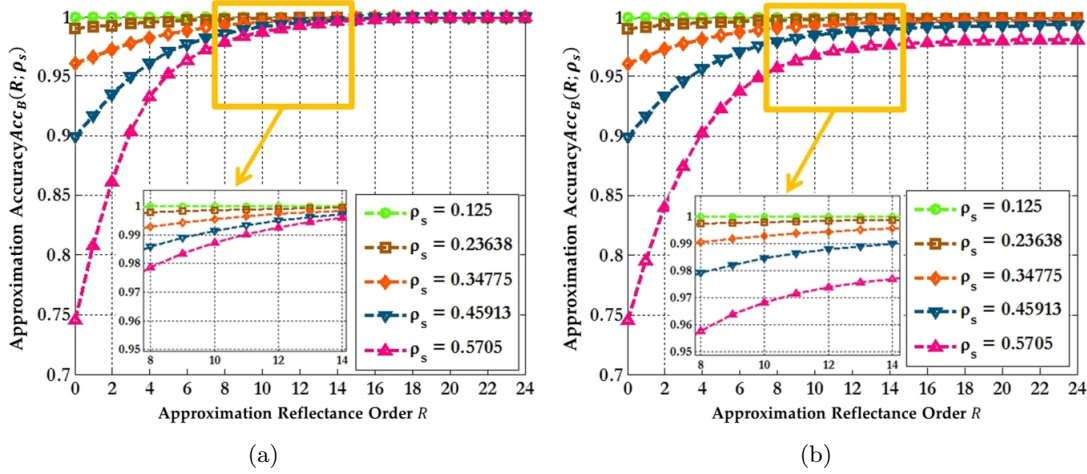 Approximation Accuracy Acc_B(R; ρ_s)
1
0.95
0.9
0.85
0.8
0.75
0.7
0 2 4 6 8 10 12 14 16 18 20 22 24
Approximation Reflectance Order R
1
0.99
0.98
0.97
0.96
0.95
8 10 12 14
ρ_s = 0.125
ρ_s = 0.23638
ρ_s = 0.34775
ρ_s = 0.45913
ρ_s = 0.5705
(a)
Approximation Accuracy Acc_B(R; ρ_s)
1
0.95
0.9
0.85
0.8
0.75
0.7
0 2 4 6 8 10 12 14 16 18 20 22 24
Approximation Reflectance Order R
1
0.99
0.98
0.97
0.96
0.95
8 8 10 12 14
ρ_s = 0.125
ρ_s = 0.23638
ρ_s = 0.34775
ρ_s = 0.45913
ρ_s = 0.5705
(b)